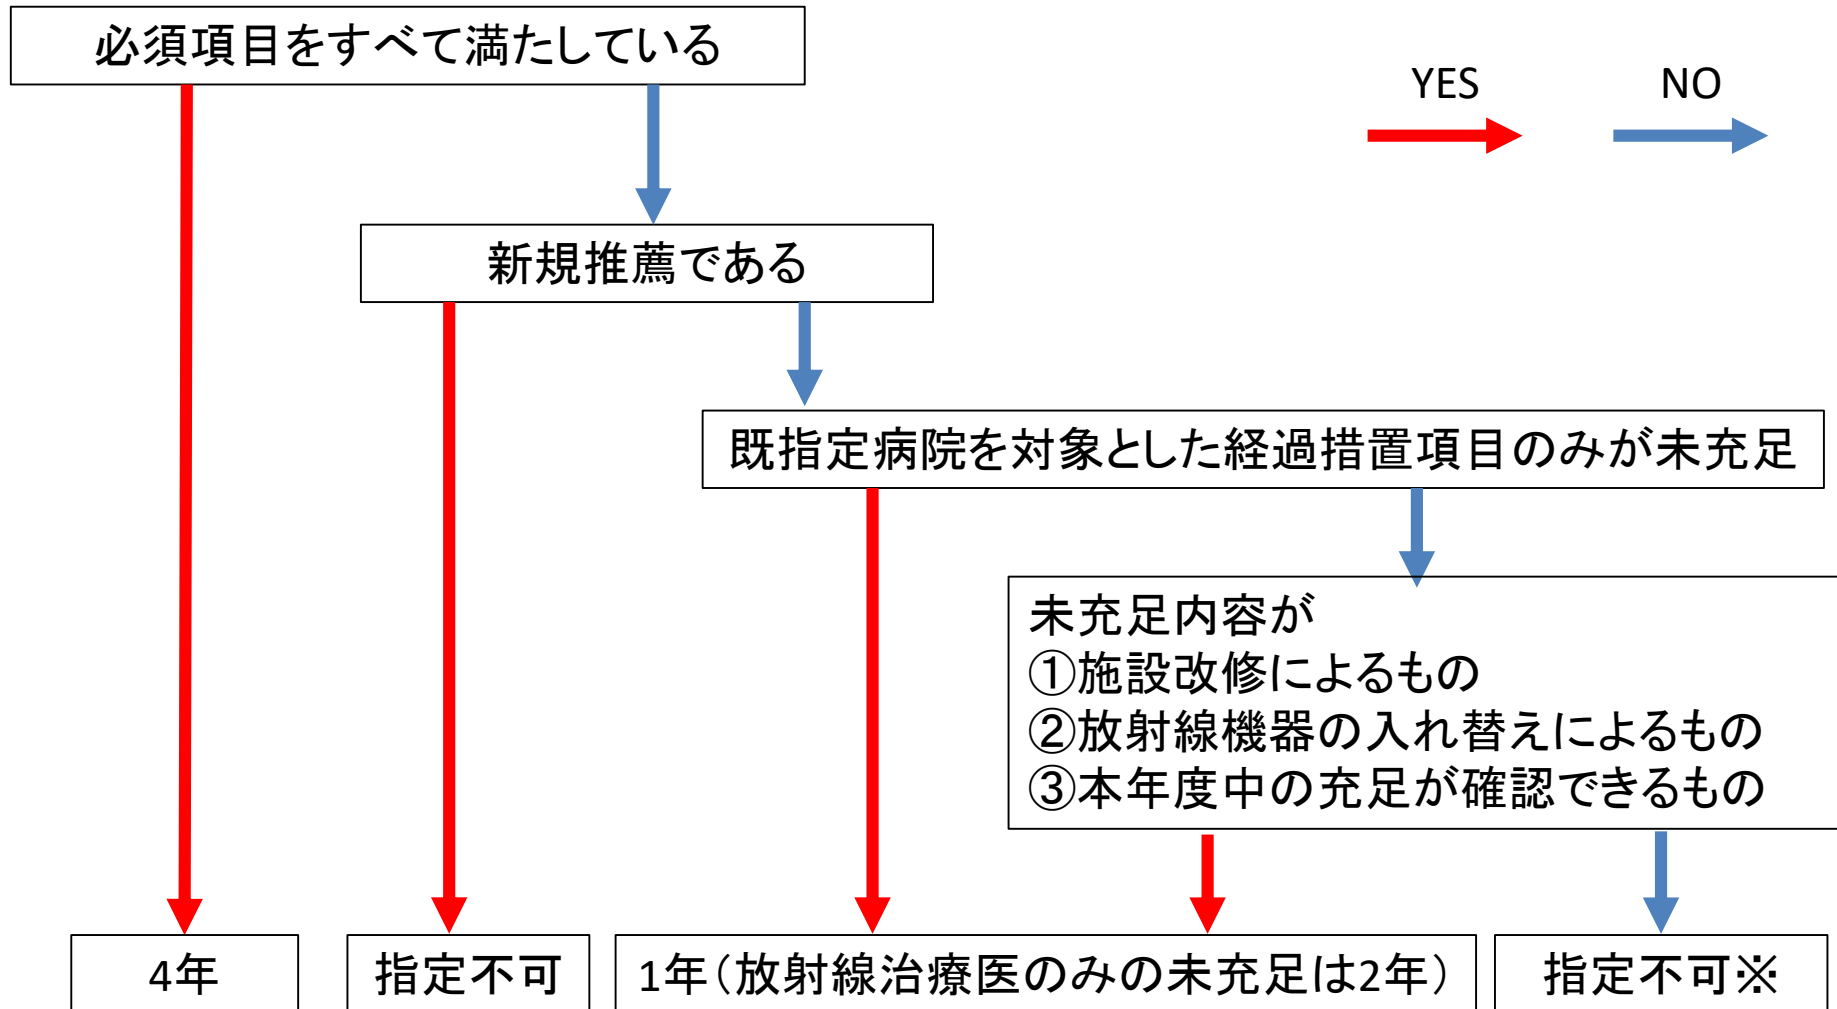 必須項目をすべて満たしている
YES
NO
新規推薦である
既指定病院を対象とした経過措置項目のみが未充足
未充足内容が
①施設改修によるもの
②放射線機器の入れ替えによるもの
③本年度中の充足が確認できるもの
4年
指定不可
1年（放射線治療医のみの未充足は2年）
指定不可※